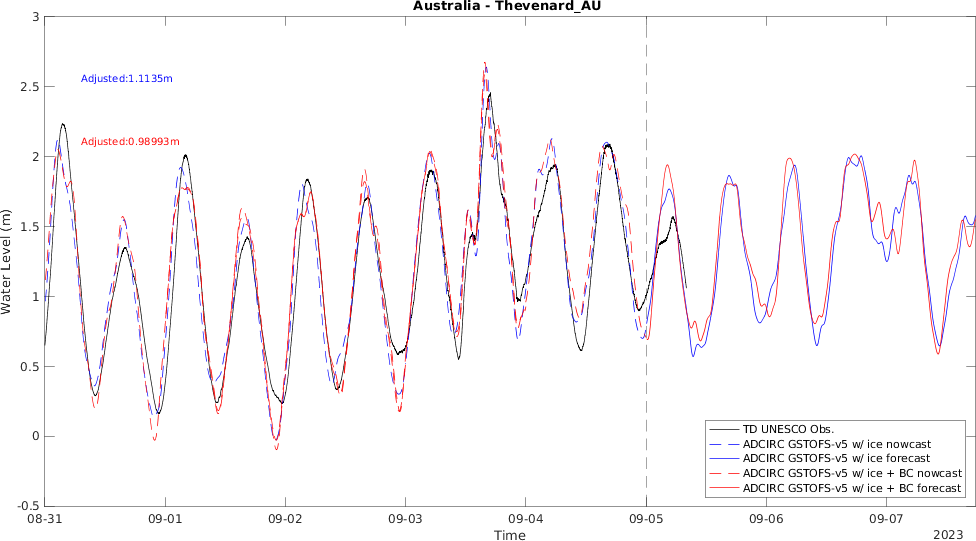 Australia - Thevenard_AU
3
2.5
2
1.5
1
0.5
0
-0.5
Water Level (m)
Adjusted:1.1135m
Adjusted:0.98993m
TD UNESCO Obs.
ADCIRC GSTOFS-v5 w/ ice nowcast
ADCIRC GSTOFS-v5 w/ ice forecast
ADCIRC GSTOFS-v5 w/ ice + BC nowcast
ADCIRC GSTOFS-v5 w/ ice + BC forecast
08-31 09-01 09-02 09-03 09-04 09-05 09-06 09-07
Time
2023